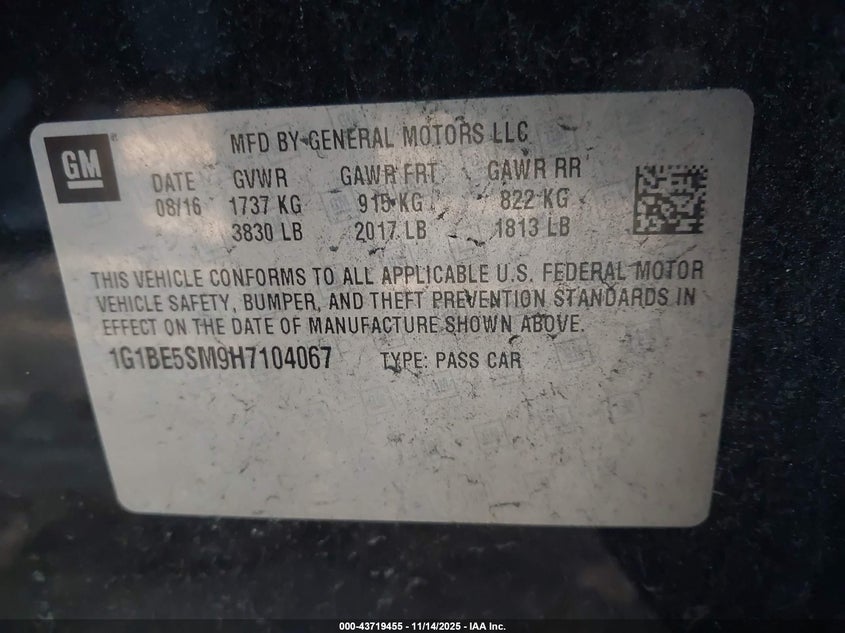 GM
MFD BY GENERAL MOTORS LLC
DATE GVWR GAWR FRT GAWR RR
08/16 1737 KG 915 KG 822 KG
3830 LB 2017 LB 1813 LB
THIS VEHICLE CONFORMS TO ALL APPLICABLE U.S. FEDERAL MOTOR
VEHICLE SAFETY, BUMPER, AND THEFT PREVENTION STANDARDS IN
EFFECT ON THE DATE OF MANUFACTURE SHOWN ABOVE.
1G1BE5SM9H7104067 TYPE: PASS CAR
000-43719455 - 11/14/2025 - IAA Inc.